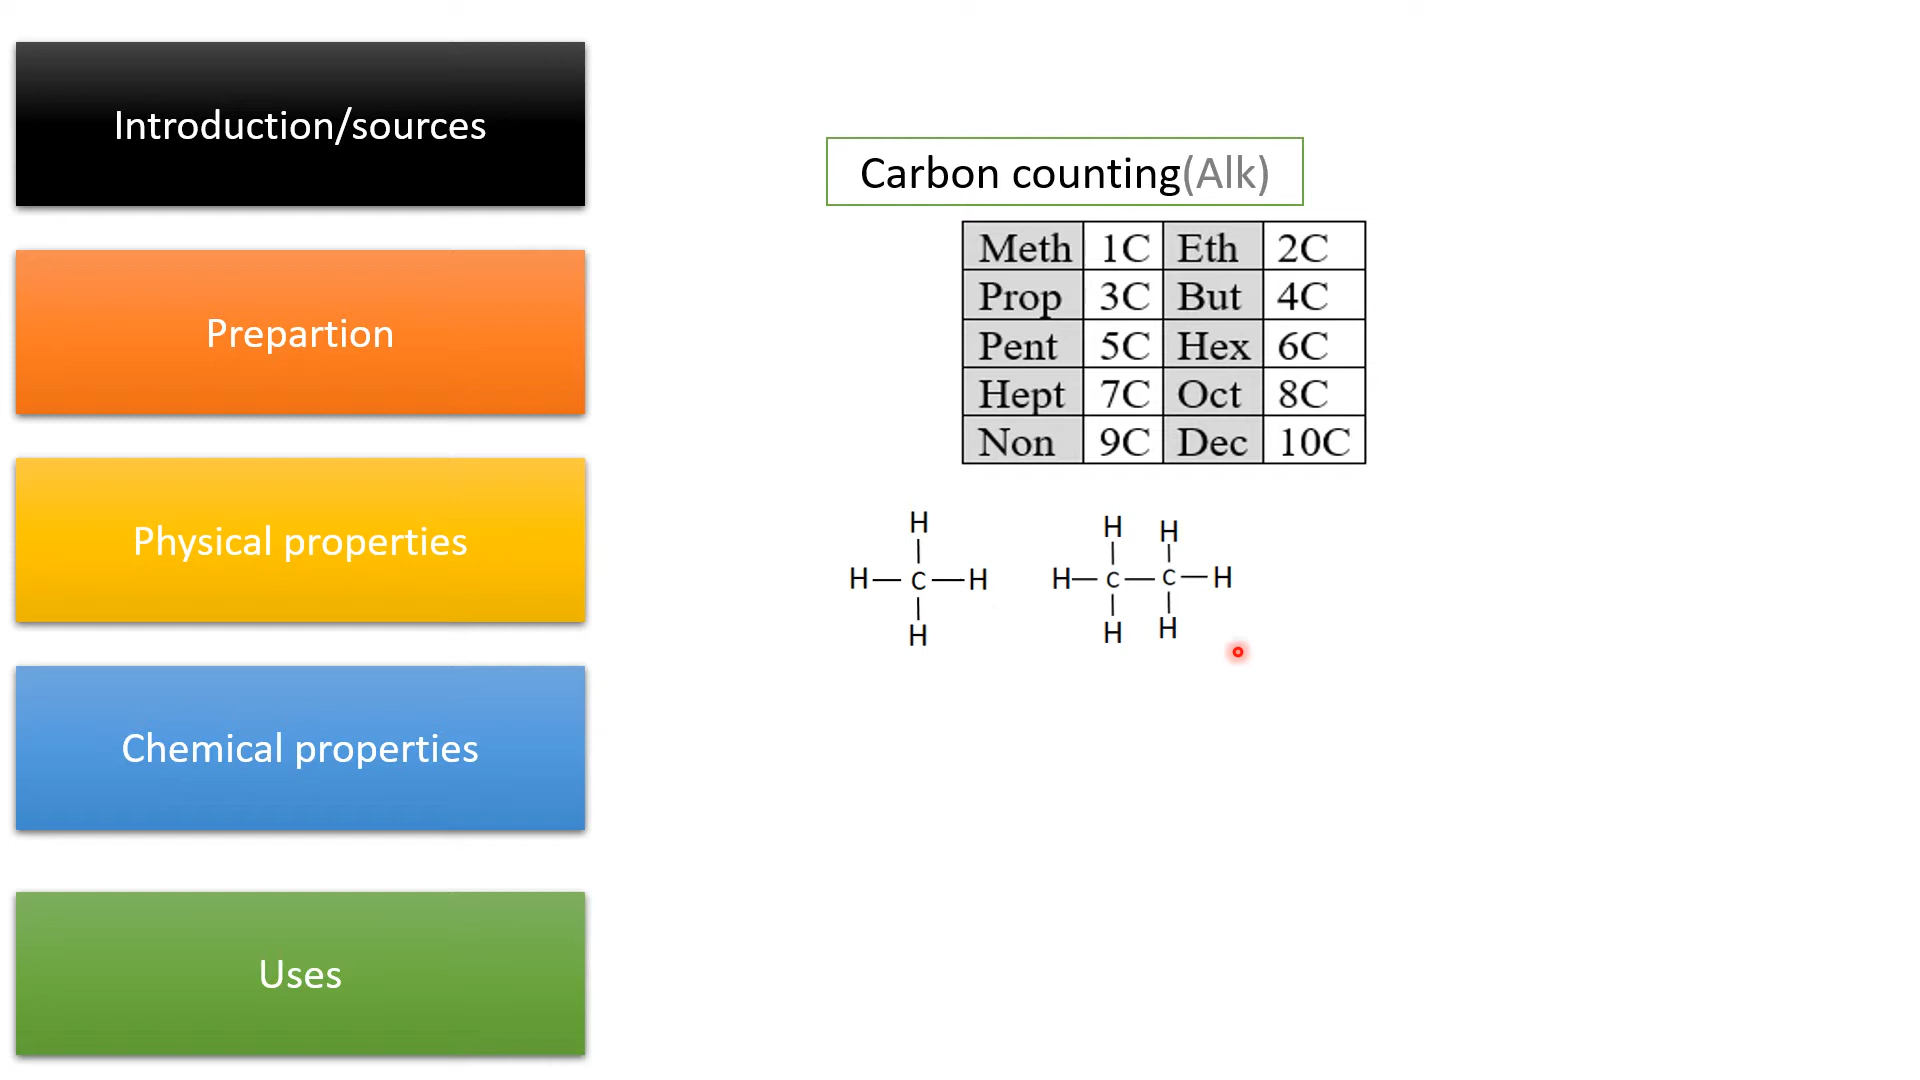 Introduction/sources
Prepartion
Physical properties
Chemical properties
Uses
Carbon counting(Alk)
Meth 1C Eth 2C
Prop 3C But 4C
Pent 5C Hex 6C
Hept 7C Oct 8C
Non 9C Dec 10C
H H H
H C H H C C H
H H H